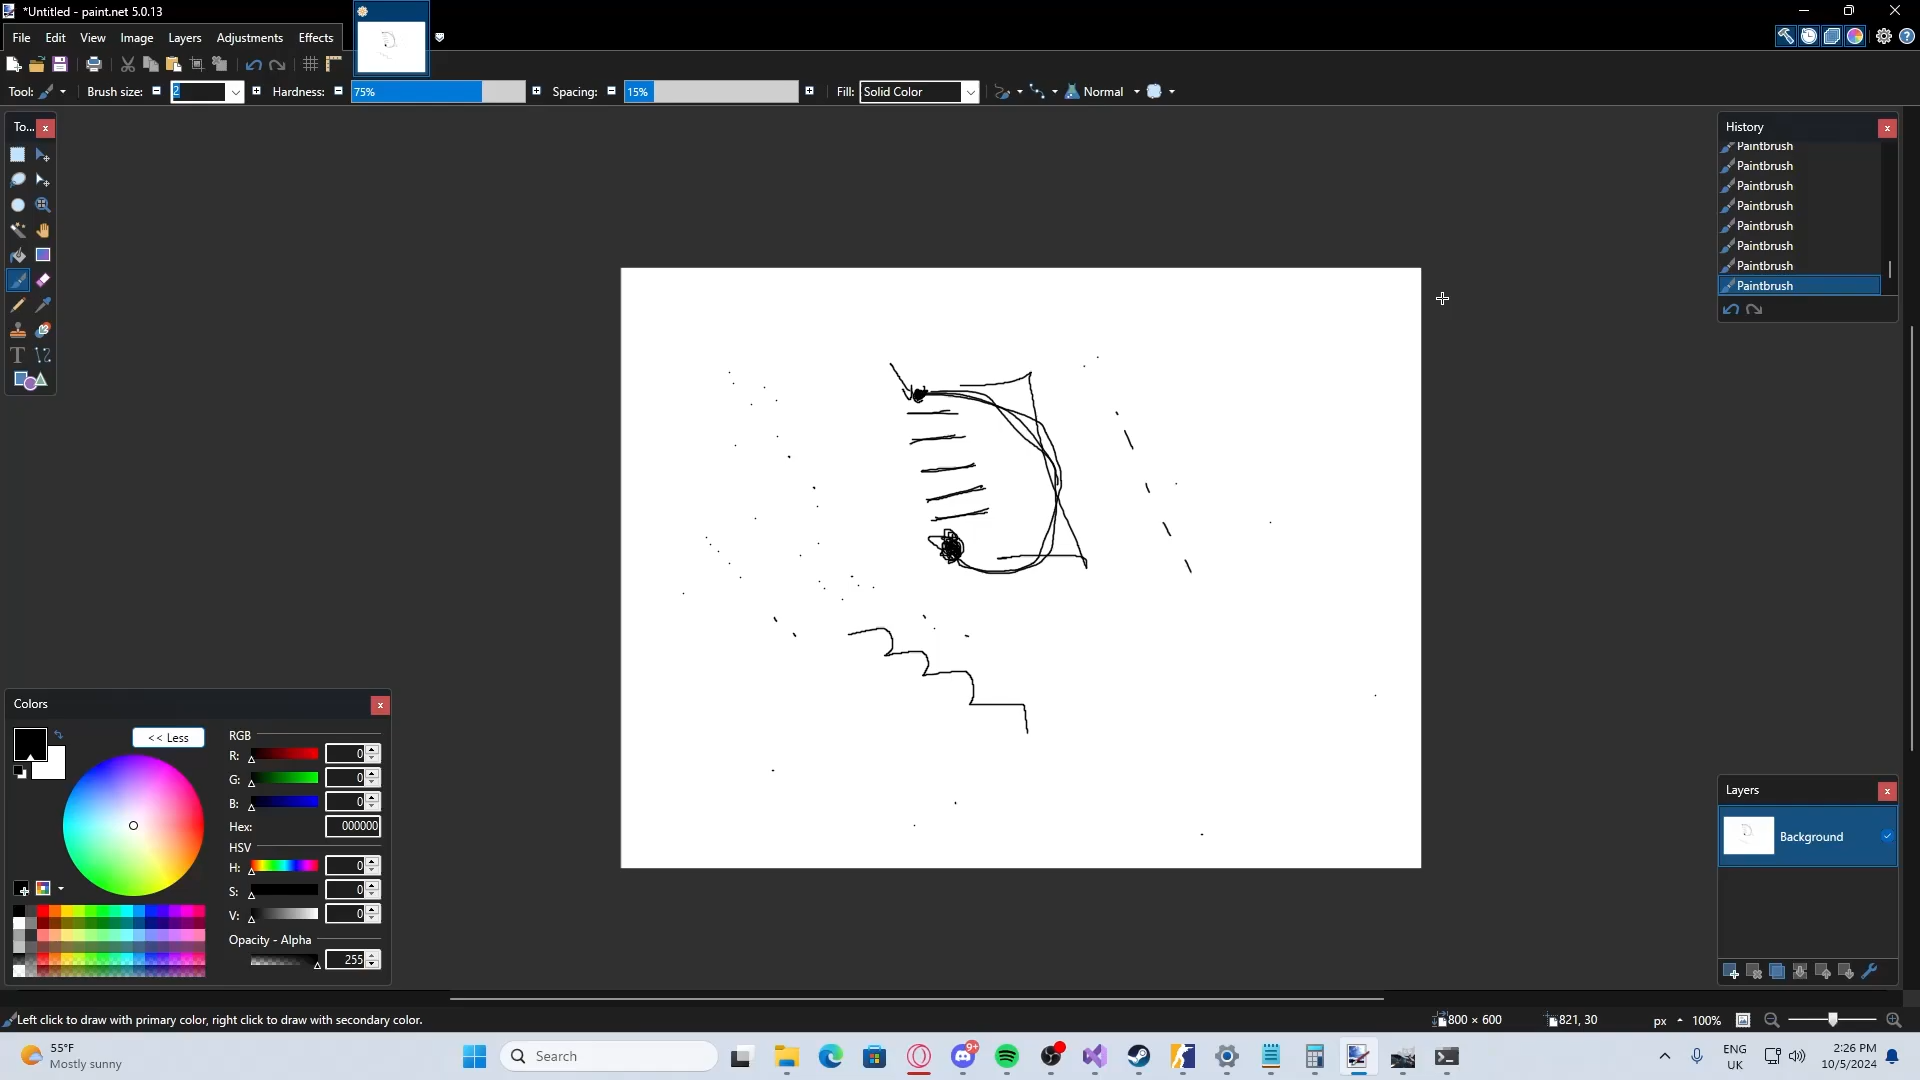 *Untitled - paint.net 5.0.13
File Edit View Image Layers Adjustments Effects
Tool: Brush size: 2 Hardness: 75% Spacing: 15% Fill: Solid Color Normal
To...
History
Paintbrush
Paintbrush
Paintbrush
Paintbrush
Paintbrush
Paintbrush
Paintbrush
Paintbrush
Colors
<< Less
RGB
R: 0
G: 0
B: 0
Hex: 000000
HSV
H: 0
S: 0
V: 0
Opacity - Alpha
255
Layers
Background
Left click to draw with primary color, right click to draw with secondary color.
800 × 600 821, 30 px 100%
55°F
Mostly sunny
Search
9+
ENG
UK
2:26 PM
10/5/2024